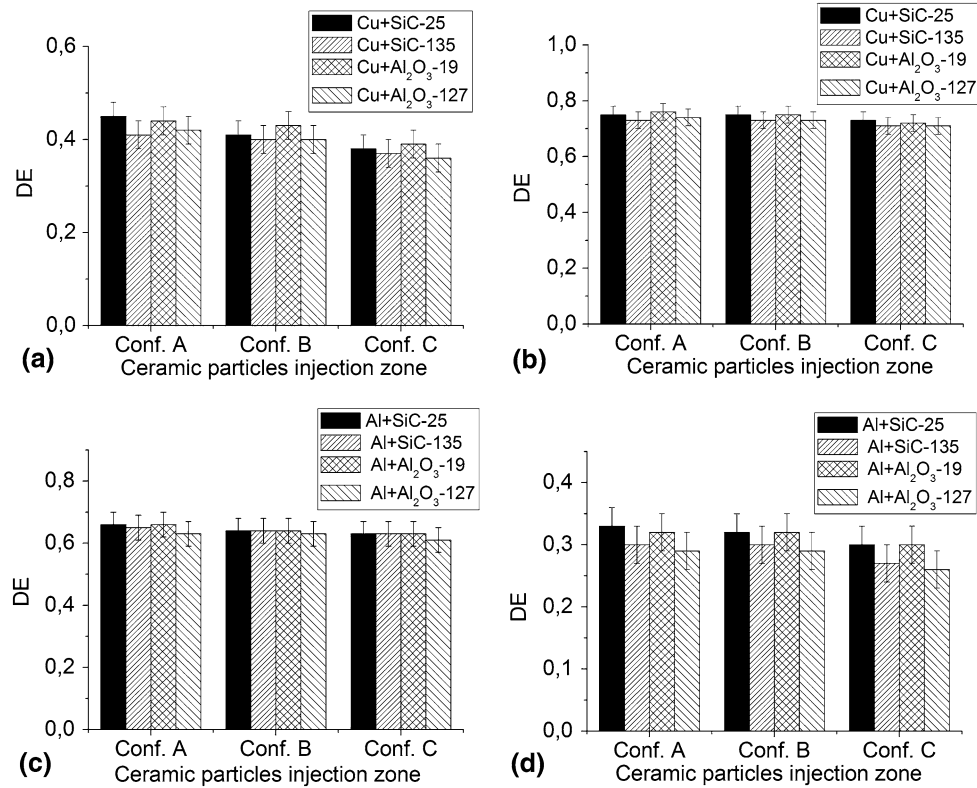 Cu+SiC-25
Cu+SiC-135
Cu+Al₂O₃-19
Cu+Al₂O₃-127
0,6
0,4
0,2
0,0
DE
Conf. A Conf. B Conf. C
(a)
Ceramic particles injection zone
Cu+SiC-25
Cu+SiC-135
Cu+Al₂O₃-19
Cu+Al₂O₃-127
1,0
0,8
0,6
0,4
0,2
0,0
DE
Conf. A Conf. B Conf. C
(b)
Ceramic particles injection zone
Al+SiC-25
Al+SiC-135
Al+Al₂O₃-19
Al+Al₂O₃-127
0,8
0,6
0,4
0,2
0,0
DE
Conf. A Conf. B Conf. C
(c)
Ceramic particles injection zone
Al+SiC-25
Al+SiC-135
Al+Al₂O₃-19
Al+Al₂O₃-127
0,4
0,3
0,2
0,1
0,0
DE
Conf. A Conf. B Conf. C
(d)
Ceramic particles injection zone